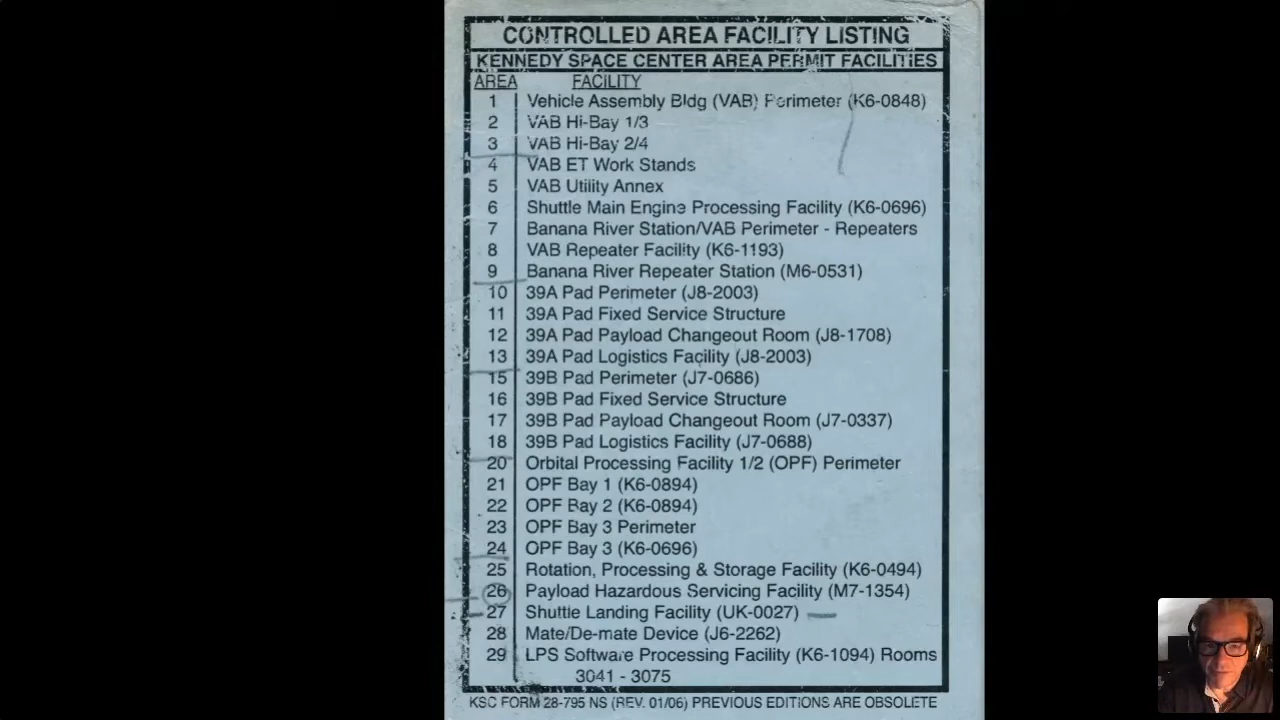 CONTROLLED AREA FACILITY LISTING
KENNEDY SPACE CENTER AREA PERMIT FACILITIES
AREA FACILITY
1 Vehicle Assembly Bldg (VAB) Perimeter (K6-0848)
2 VAB Hi-Bay 1/3
3 VAB Hi-Bay 2/4
4 VAB ET Work Stands
5 VAB Utility Annex
6 Shuttle Main Engine Processing Facility (K6-0696)
7 Banana River Station/VAB Perimeter - Repeaters
8 VAB Repeater Facility (K6-1193)
9 Banana River Repeater Station (M6-0531)
10 39A Pad Perimeter (J8-2003)
11 39A Pad Fixed Service Structure
12 39A Pad Payload Changeout Room (J8-1708)
13 39A Pad Logistics Facility (J8-2003)
15 39B Pad Perimeter (J7-0686)
16 39B Pad Fixed Service Structure
17 39B Pad Payload Changeout Room (J7-0337)
18 39B Pad Logistics Facility (J7-0688)
20 Orbital Processing Facility 1/2 (OPF) Perimeter
21 OPF Bay 1 (K6-0894)
22 OPF Bay 2 (K6-0894)
23 OPF Bay 3 Perimeter
24 OPF Bay 3 (K6-0696)
25 Rotation, Processing & Storage Facility (K6-0494)
26 Payload Hazardous Servicing Facility (M7-1354)
27 Shuttle Landing Facility (UK-0027)
28 Mate/De-mate Device (J6-2262)
29 LPS Software Processing Facility (K6-1094) Rooms
3041 - 3075
KSC FORM 28-795 NS (REV. 01/06) PREVIOUS EDITIONS ARE OBSOLETE